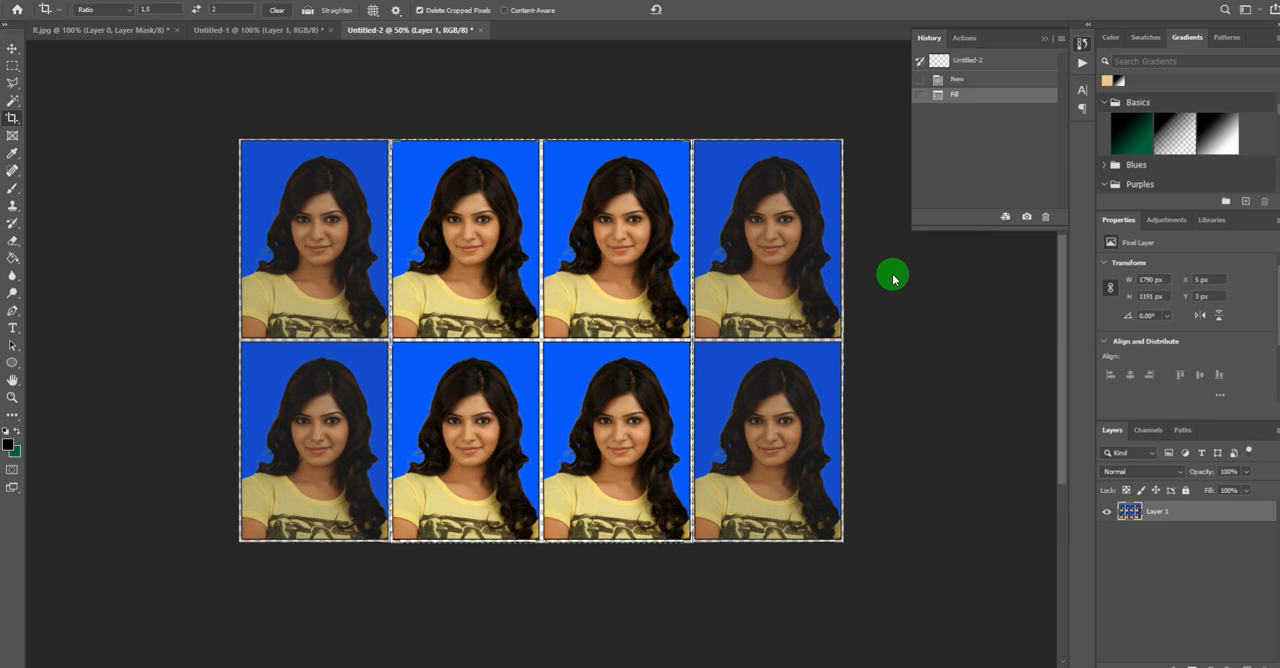 Ratio 1.5 2 Clear Straighten Delete Cropped Pixels Content-Aware
R.jpg @ 100% (Layer 0, Layer Mask/8) * × Untitled-1 @ 100% (Layer 1, RGB/8) * × Untitled-2 @ 50% (Layer 1, RGB/8) * ×
History Actions
Untitled-2
New
Fill
Color Swatches Gradients Patterns
Search Gradients
Basics
Blues
Purples
Properties Adjustments Libraries
Pixel Layer
Transform
W 1790 px X 5 px
H 1191 px Y 3 px
0.00°
Align and Distribute
Align:
Layers Channels Paths
Kind
Normal Opacity: 100%
Lock: Fill: 100%
Layer 1